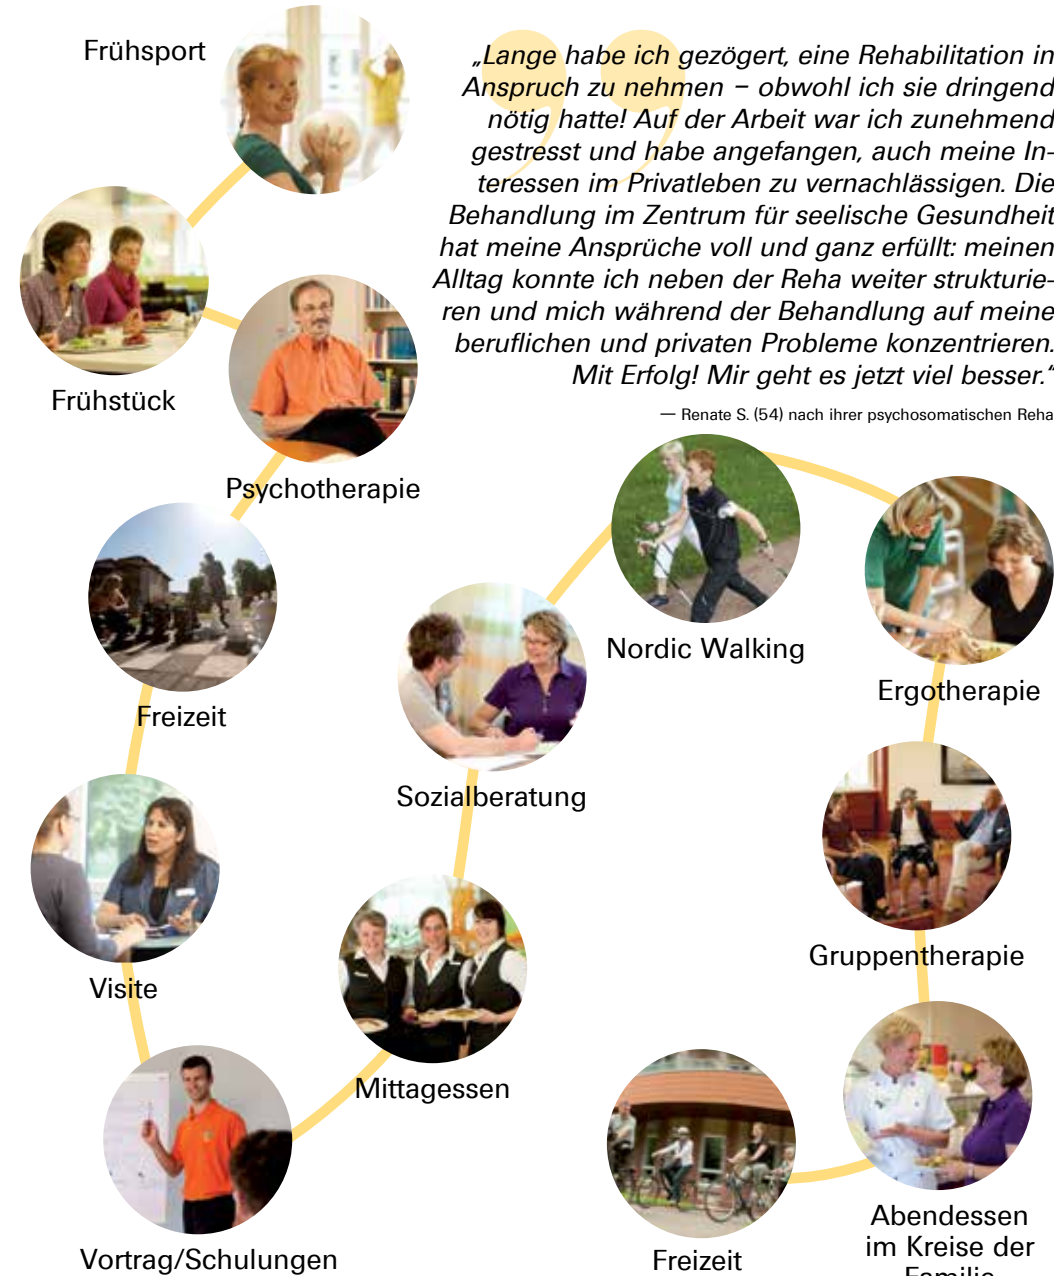 Frühsport
„Lange habe ich gezögert, eine Rehabilitation in
Anspruch zu nehmen – obwohl ich sie dringend
nötig hatte! Auf der Arbeit war ich zunehmend
gestresst und habe angefangen, auch meine In-
teressen im Privatleben zu vernachlässigen. Die
Behandlung im Zentrum für seelische Gesundheit
hat meine Ansprüche voll und ganz erfüllt: meinen
Alltag konnte ich neben der Reha weiter strukturie-
ren und mich während der Behandlung auf meine
beruflichen und privaten Probleme konzentrieren.
Mit Erfolg! Mir geht es jetzt viel besser.“
— Renate S. (54) nach ihrer psychosomatischen Reha
Frühstück
Psychotherapie
Freizeit
Visite
Vortrag/Schulungen
Mittagessen
Sozialberatung
Nordic Walking
Ergotherapie
Gruppentherapie
Abendessen
im Kreise der
Familie
Freizeit